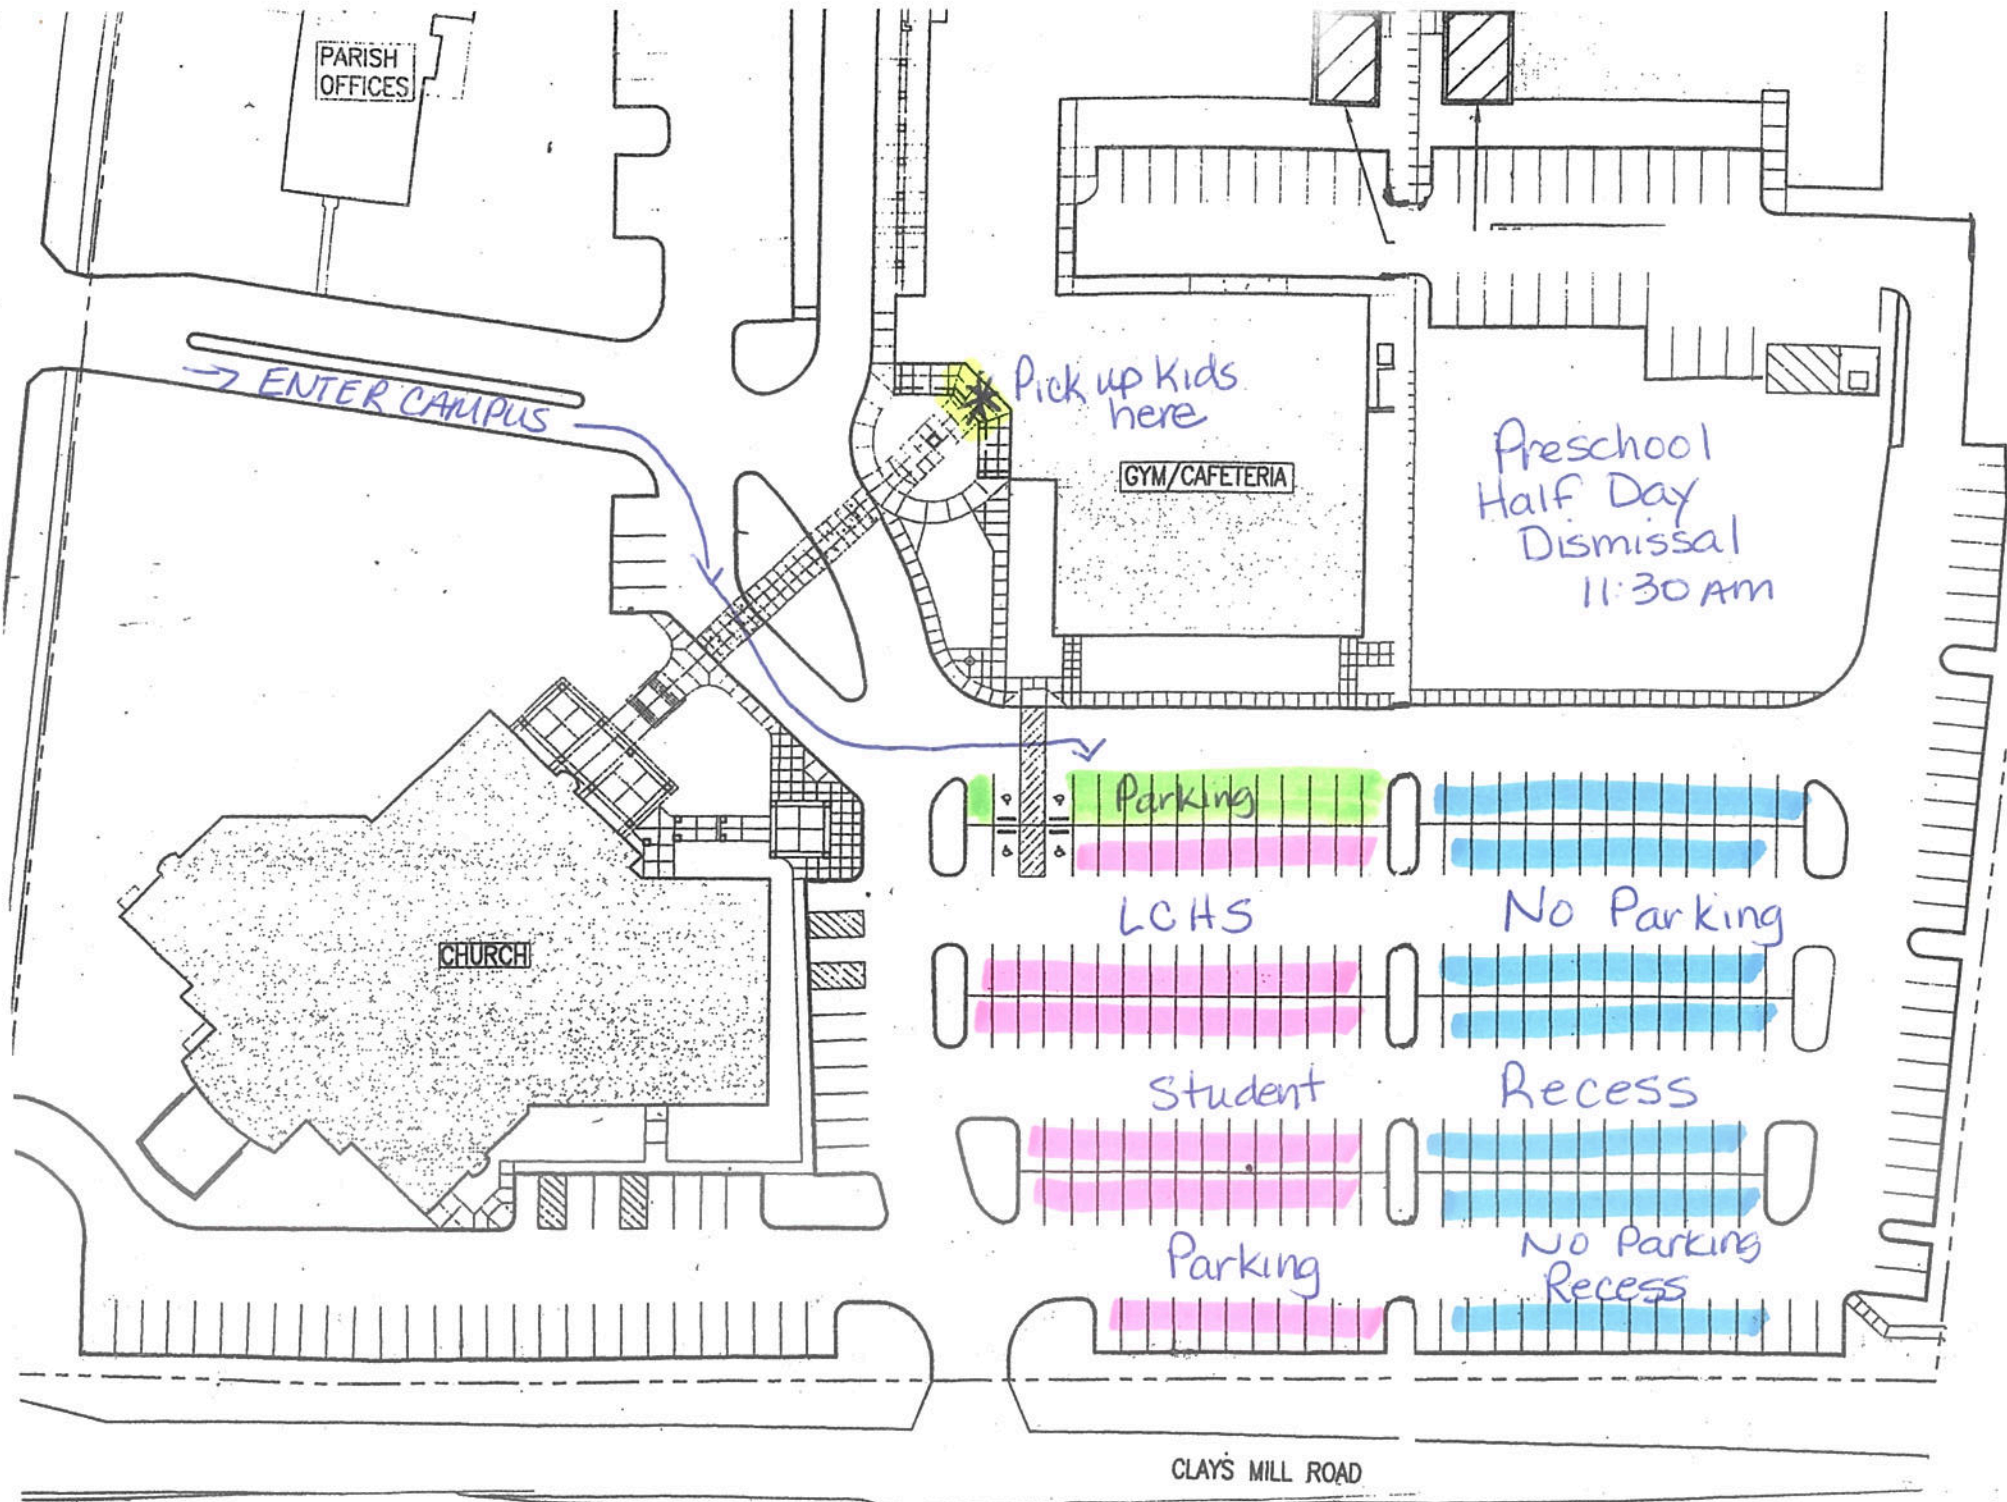 PARISH
OFFICES
→ ENTER CAMPUS
Pick up Kids
here
GYM/CAFETERIA
Preschool
Half Day
Dismissal
11:30 AM
Parking
LCHS
No Parking
CHURCH
Student
Recess
Parking
No Parking
Recess
CLAYS MILL ROAD